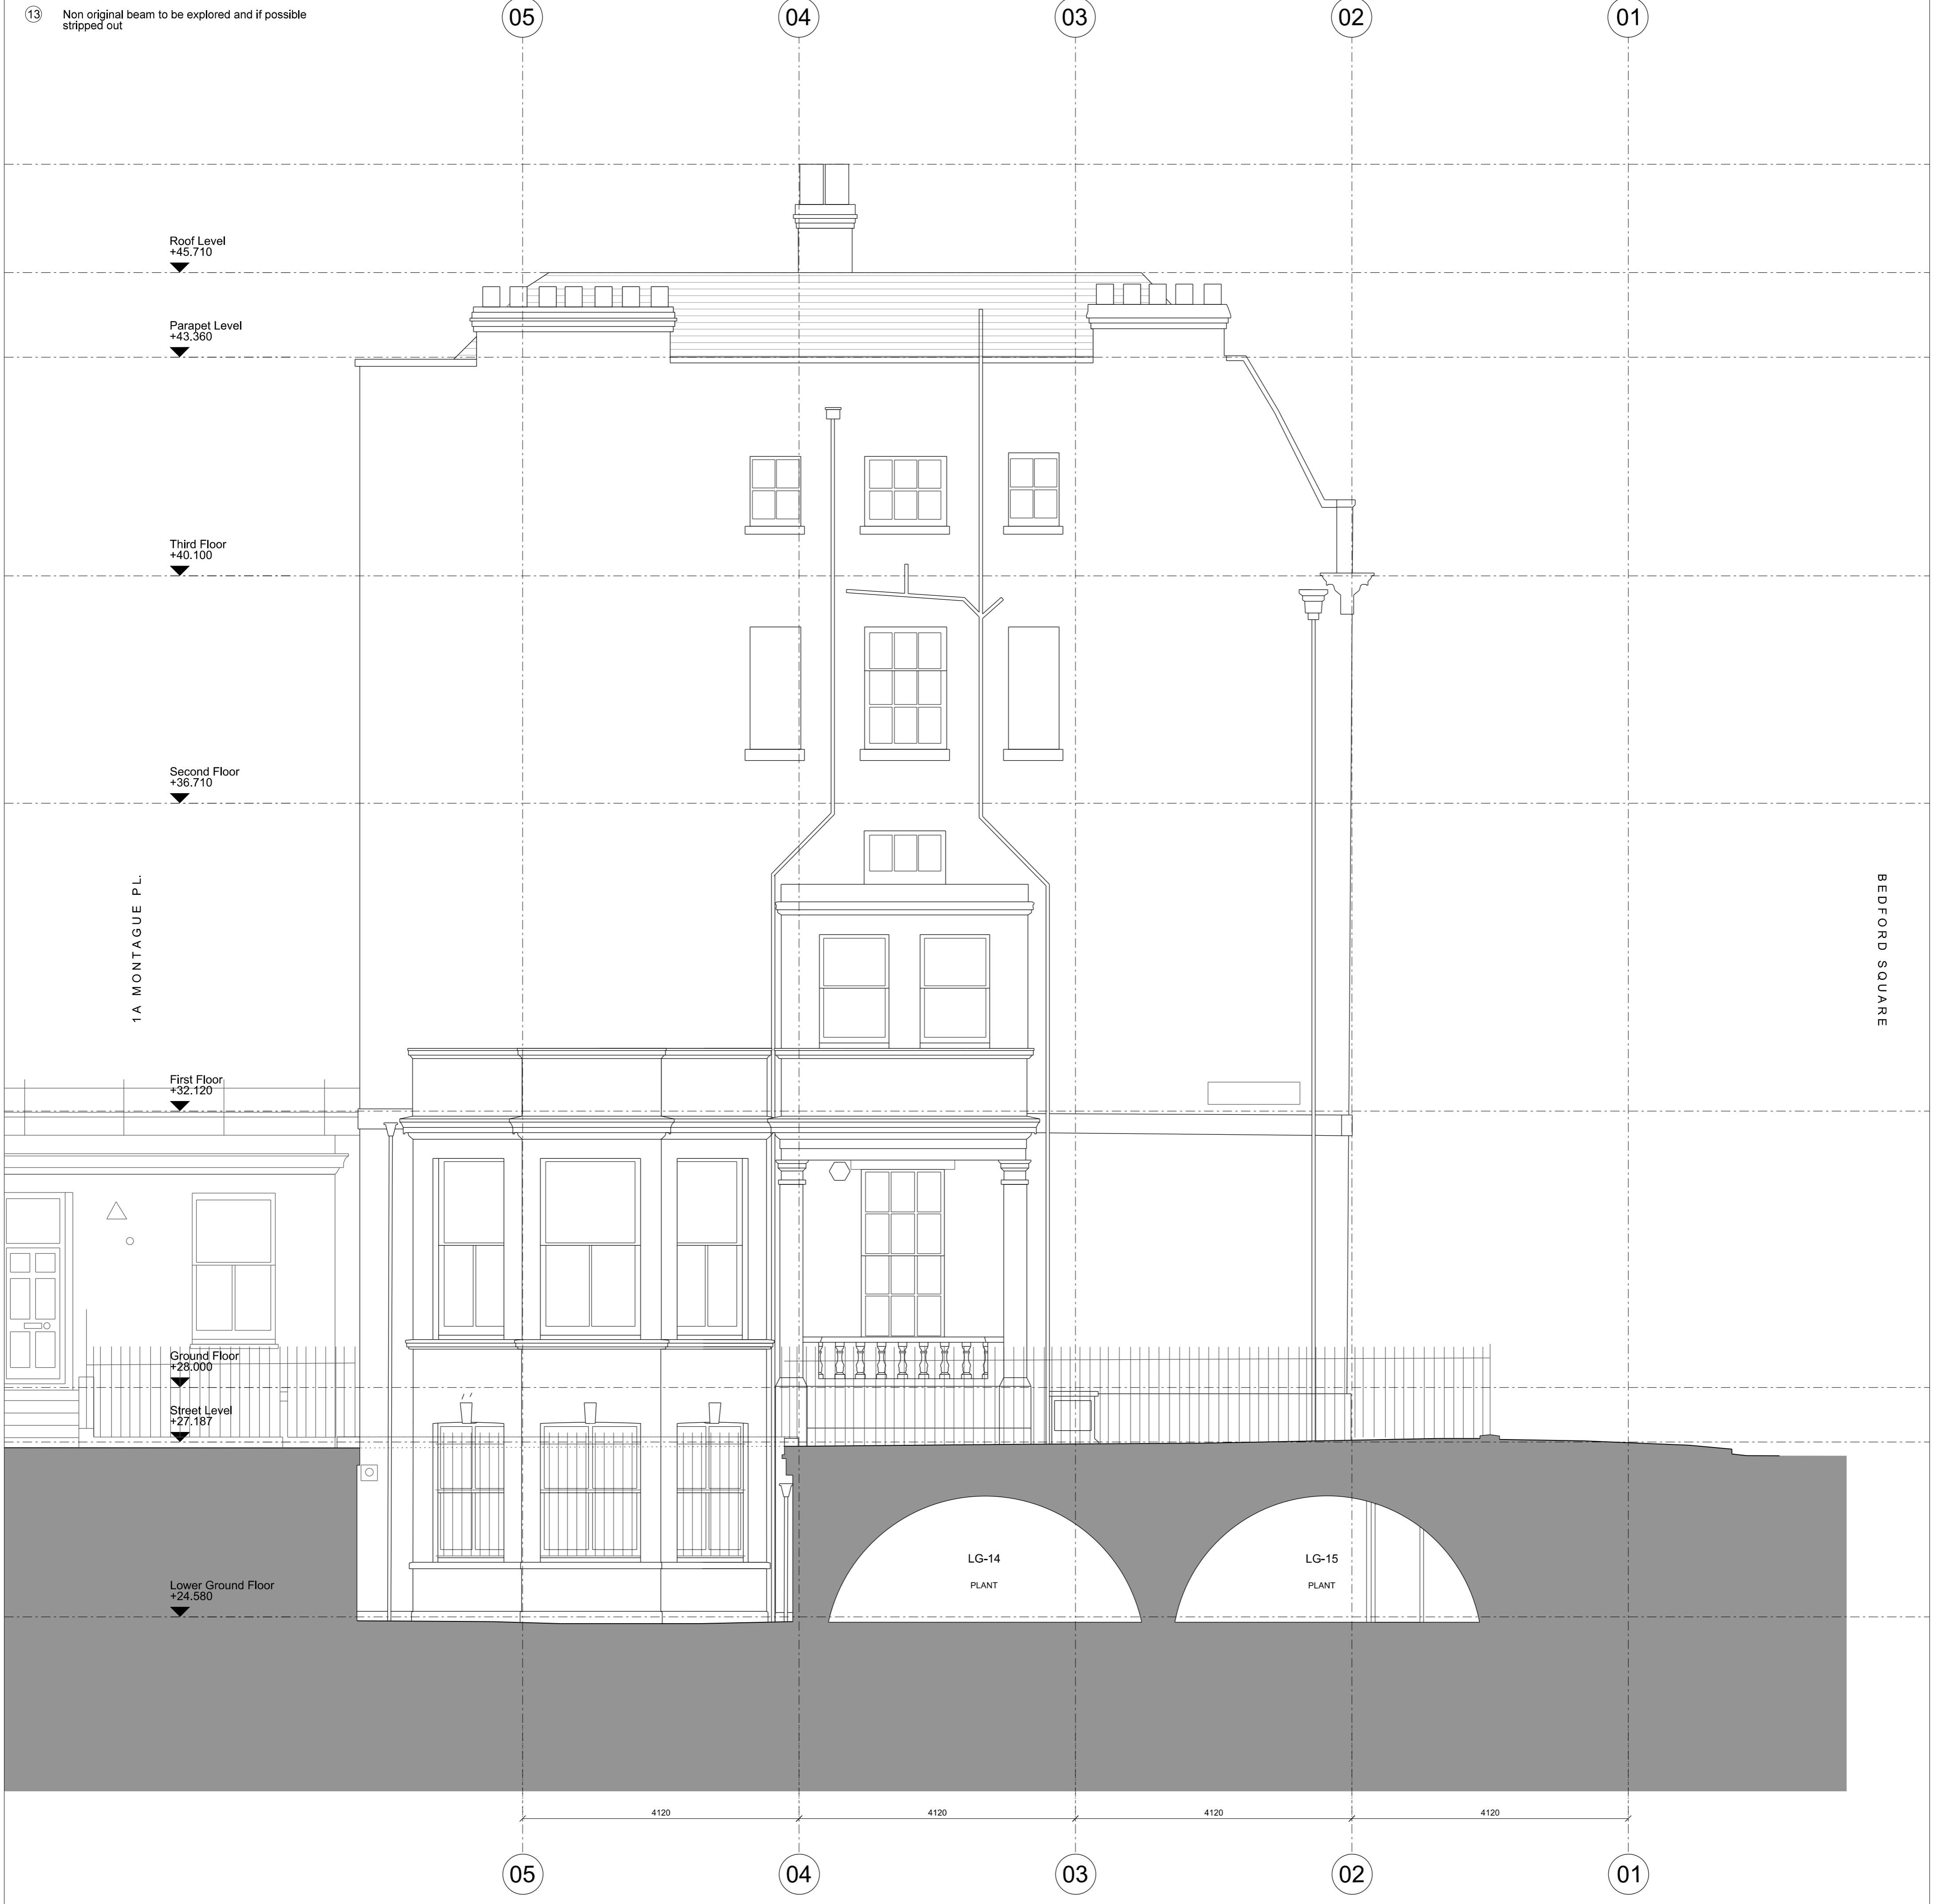 13 Non original beam to be explored and if possible
stripped out
05 04 03 02 01
Roof Level
+45.710
Parapet Level
+43.360
Third Floor
+40.100
Second Floor
+36.710
1A MONTAGUE PL.
BEDFORD SQUARE
First Floor
+32.120
Ground Floor
+28.000
Street Level
+27.187
LG-14
PLANT
LG-15
PLANT
Lower Ground Floor
+24.580
4120 4120 4120 4120
05 04 03 02 01